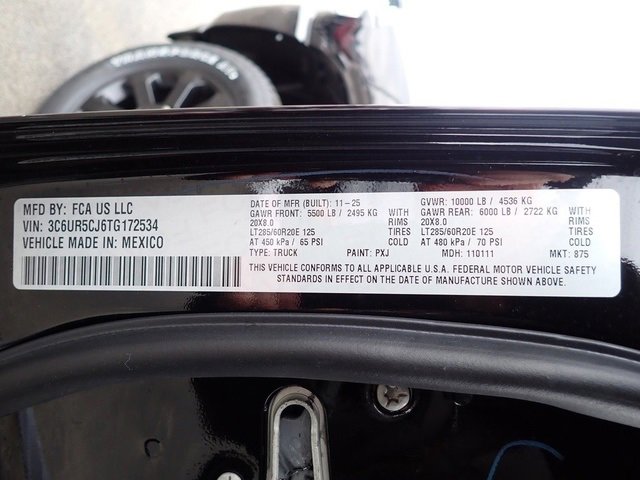 MFD BY: FCA US LLC
VIN: 3C6UR5CJ6TG172534
VEHICLE MADE IN: MEXICO
DATE OF MFR (BUILT): 11-25
GAWR FRONT: 5500 LB / 2495 KG WITH
20X8.0 RIMS
LT285/60R20E 125 TIRES
AT 450 kPa / 65 PSI COLD
TYPE: TRUCK PAINT: PXJ
GVWR: 10000 LB / 4536 KG
GAWR REAR: 6000 LB / 2722 KG WITH
20X8.0 RIMS
LT285/60R20E 125 TIRES
AT 480 kPa / 70 PSI COLD
MDH: 110111 MKT: 875
THIS VEHICLE CONFORMS TO ALL APPLICABLE U.S.A. FEDERAL MOTOR VEHICLE SAFETY
STANDARDS IN EFFECT ON THE DATE OF MANUFACTURE SHOWN ABOVE.